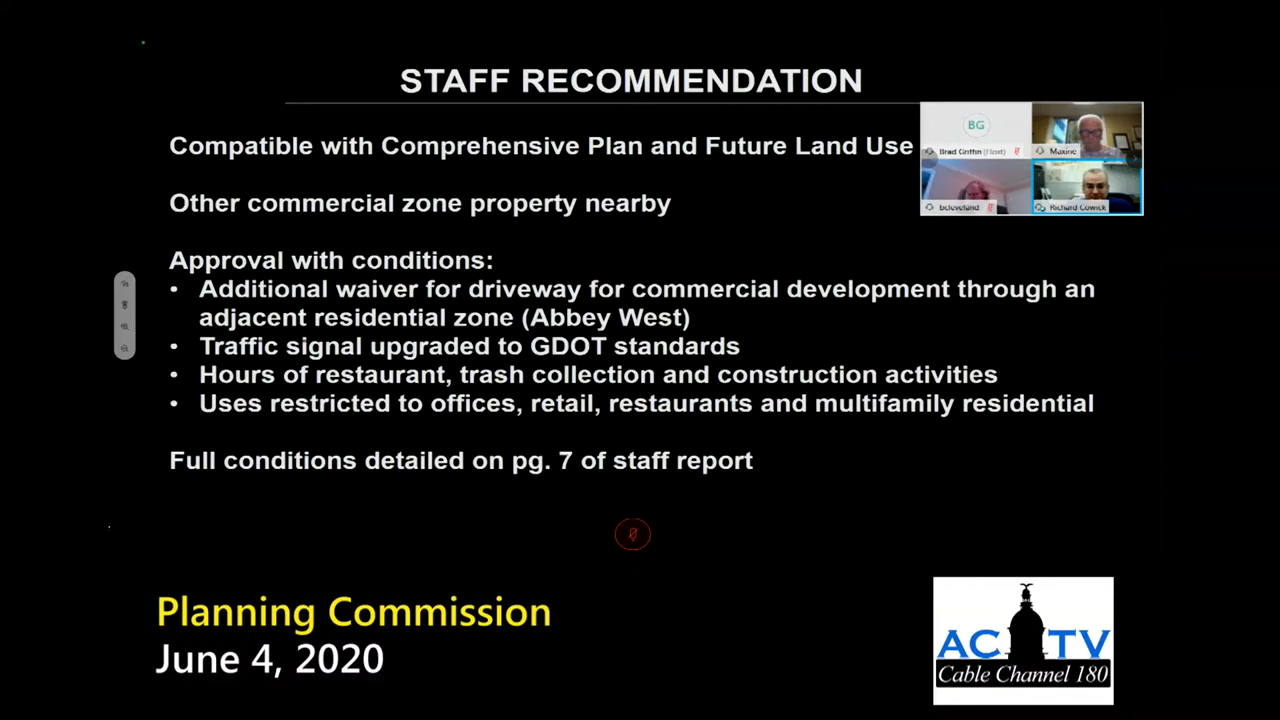 STAFF RECOMMENDATION
Compatible with Comprehensive Plan and Future Land Use
BG
Brad Griffin (Host)
Maxine
bcleveland
Richard Cowick
Other commercial zone property nearby
Approval with conditions:
• Additional waiver for driveway for commercial development through an
adjacent residential zone (Abbey West)
• Traffic signal upgraded to GDOT standards
• Hours of restaurant, trash collection and construction activities
• Uses restricted to offices, retail, restaurants and multifamily residential
Full conditions detailed on pg. 7 of staff report
Planning Commission
June 4, 2020
AC TV
Cable Channel 180